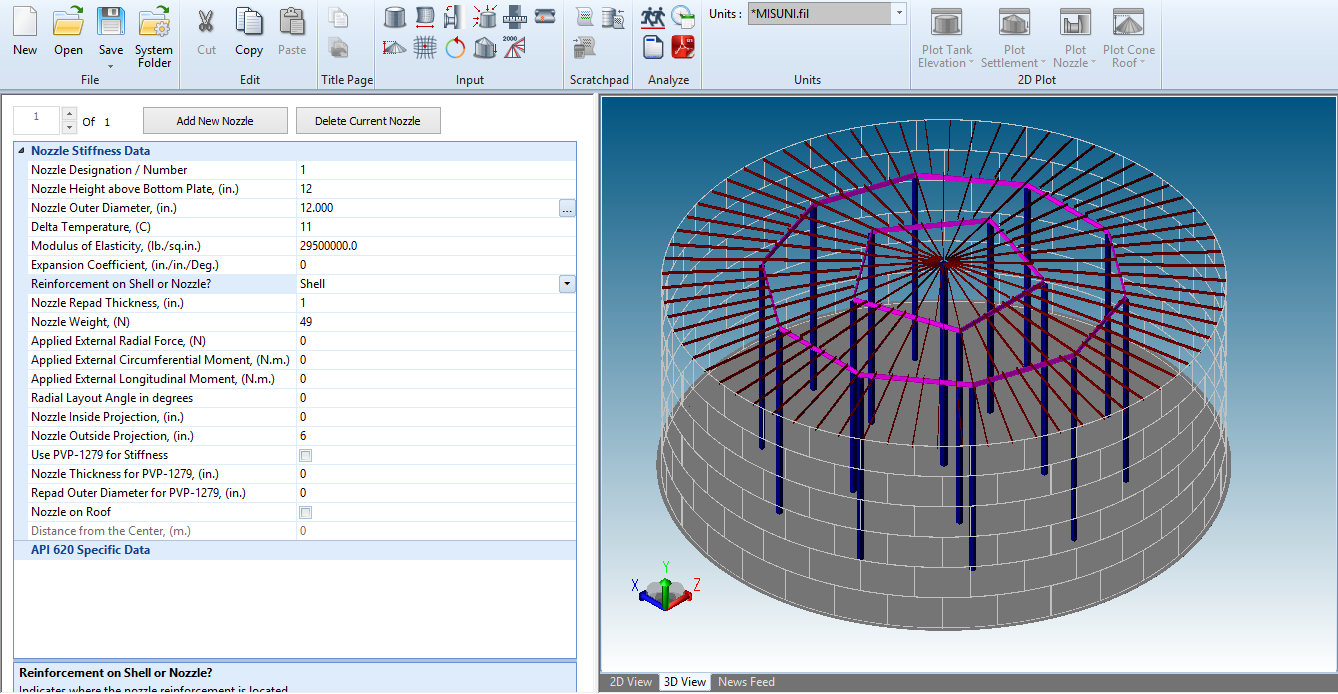 New
Open
Save
System
Folder
Cut
Copy
Paste
File
Edit
Title Page
Input
2000
Scratchpad
Analyze
Units :
*MISUNI.fil
Units
Plot Tank
Elevation
Plot
Settlement
Plot
Nozzle
Plot Cone
Roof
2D Plot
1
Of 1
Add New Nozzle
Delete Current Nozzle
Nozzle Stiffness Data
Nozzle Designation / Number 1
Nozzle Height above Bottom Plate, (in.) 12
Nozzle Outer Diameter, (in.) 12.000 ...
Delta Temperature, (C) 11
Modulus of Elasticity, (lb./sq.in.) 29500000.0
Expansion Coefficient, (in./in./Deg.) 0
Reinforcement on Shell or Nozzle? Shell
Nozzle Repad Thickness, (in.) 1
Nozzle Weight, (N) 49
Applied External Radial Force, (N) 0
Applied External Circumferential Moment, (N.m.) 0
Applied External Longitudinal Moment, (N.m.) 0
Radial Layout Angle in degrees 0
Nozzle Inside Projection, (in.) 0
Nozzle Outside Projection, (in.) 6
Use PVP-1279 for Stiffness
Nozzle Thickness for PVP-1279, (in.) 0
Repad Outer Diameter for PVP-1279, (in.) 0
Nozzle on Roof
Distance from the Center, (m.) 0
API 620 Specific Data
Reinforcement on Shell or Nozzle?
Indicates where the nozzle reinforcement is located
Y
X
Z
2D View
3D View
News Feed